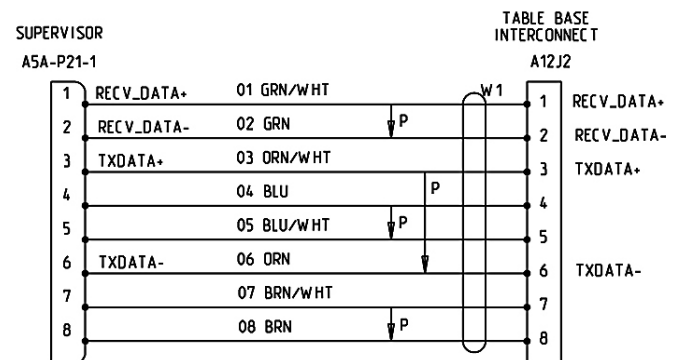 SUPERVISOR
TABLE BASE
INTERCONNECT
A5A-P21-1
A12J2
1 RECV_DATA+ 01 GRN/WHT W1 1 RECV_DATA+
2 RECV_DATA- 02 GRN P 2 RECV_DATA-
3 TXDATA+ 03 ORN/WHT 3 TXDATA+
4 04 BLU P 4
5 05 BLU/WHT P 5
6 TXDATA- 06 ORN 6 TXDATA-
7 07 BRN/WHT 7
8 08 BRN P 8